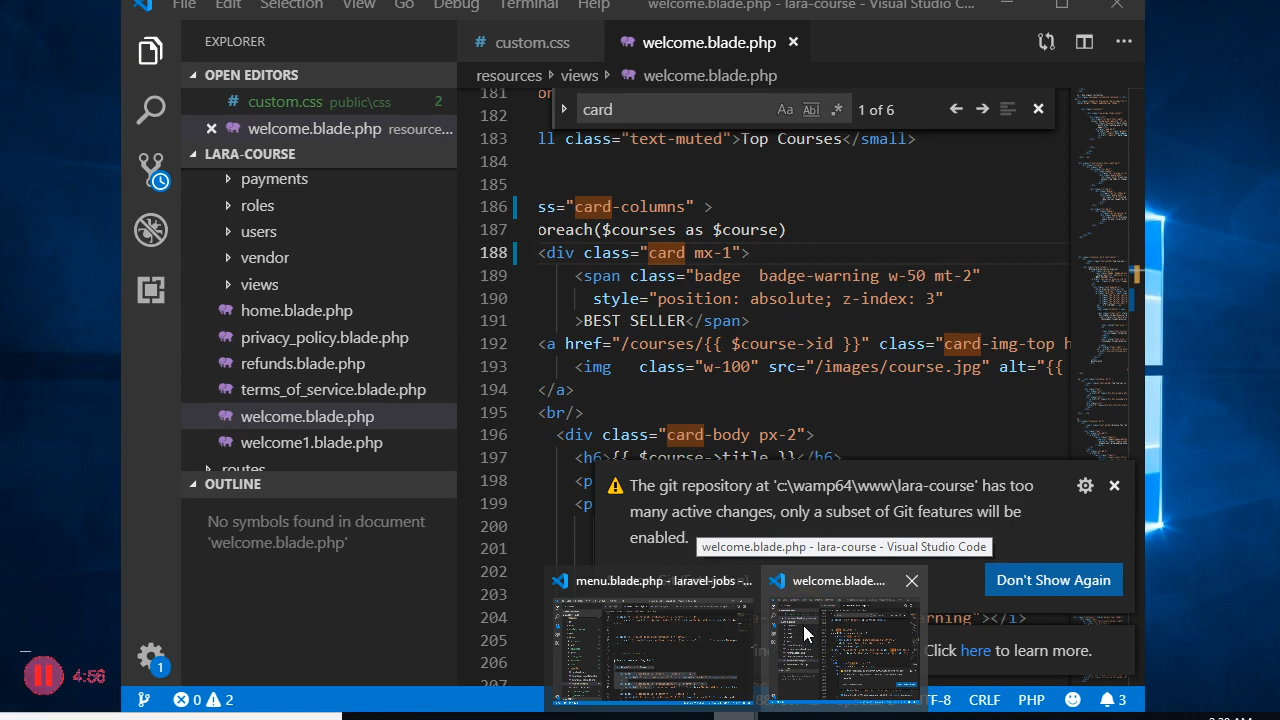 File Edit Selection View Go Debug Terminal Help welcome.blade.php - lara-course - Visual Studio C...
EXPLORER
OPEN EDITORS
# custom.css public\css 2
welcome.blade.php resource...
LARA-COURSE
payments
roles
users
vendor
views
home.blade.php
privacy_policy.blade.php
refunds.blade.php
terms_of_service.blade.php
welcome.blade.php
welcome1.blade.php
routes
OUTLINE
No symbols found in document
'welcome.blade.php'
# custom.css
welcome.blade.php
resources views welcome.blade.php
card
Aa Abl .* 1 of 6
181
182
183 ll class="text-muted">Top Courses</small>
184
185
186 ss="card-columns" >
187 oreach($courses as $course)
188 <div class="card mx-1">
189 <span class="badge  badge-warning w-50 mt-2"
190 style="position: absolute; z-index: 3"
191 >BEST SELLER</span>
192 <a href="/courses/{{ $course->id }}" class="card-img-top h
193 <img   class="w-100" src="/images/course.jpg" alt="{{
194 </a>
195 <br/>
196 <div class="card-body px-2">
197 <h6>{{ $course->title }}</h6>
198 <p
199 <p
200
201
202
203
204 ning"></i>
205
206
207
The git repository at 'c:\wamp64\www\lara-course' has too
many active changes, only a subset of Git features will be
enabled.
welcome.blade.php - lara-course - Visual Studio Code
Don't Show Again
menu.blade.php - laravel-jobs -...
welcome.blade....
Click here to learn more.
1
4:56
0 2
F-8 CRLF PHP 3